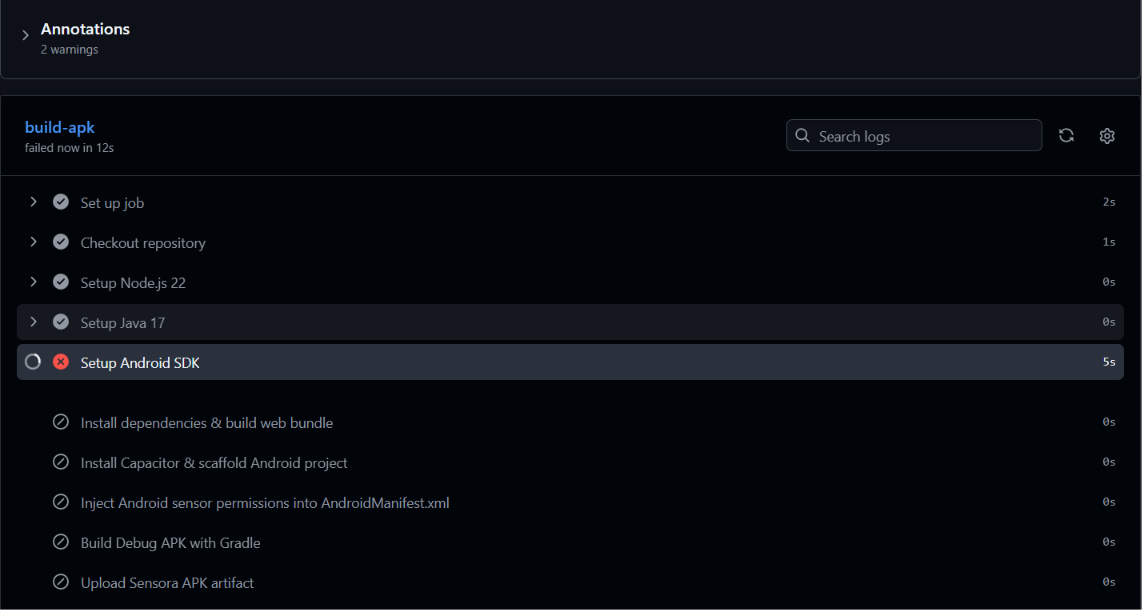 Annotations
2 warnings
build-apk
failed now in 12s
Search logs
Set up job 2s
Checkout repository 1s
Setup Node.js 22 0s
Setup Java 17 0s
Setup Android SDK 5s
Install dependencies & build web bundle 0s
Install Capacitor & scaffold Android project 0s
Inject Android sensor permissions into AndroidManifest.xml 0s
Build Debug APK with Gradle 0s
Upload Sensora APK artifact 0s